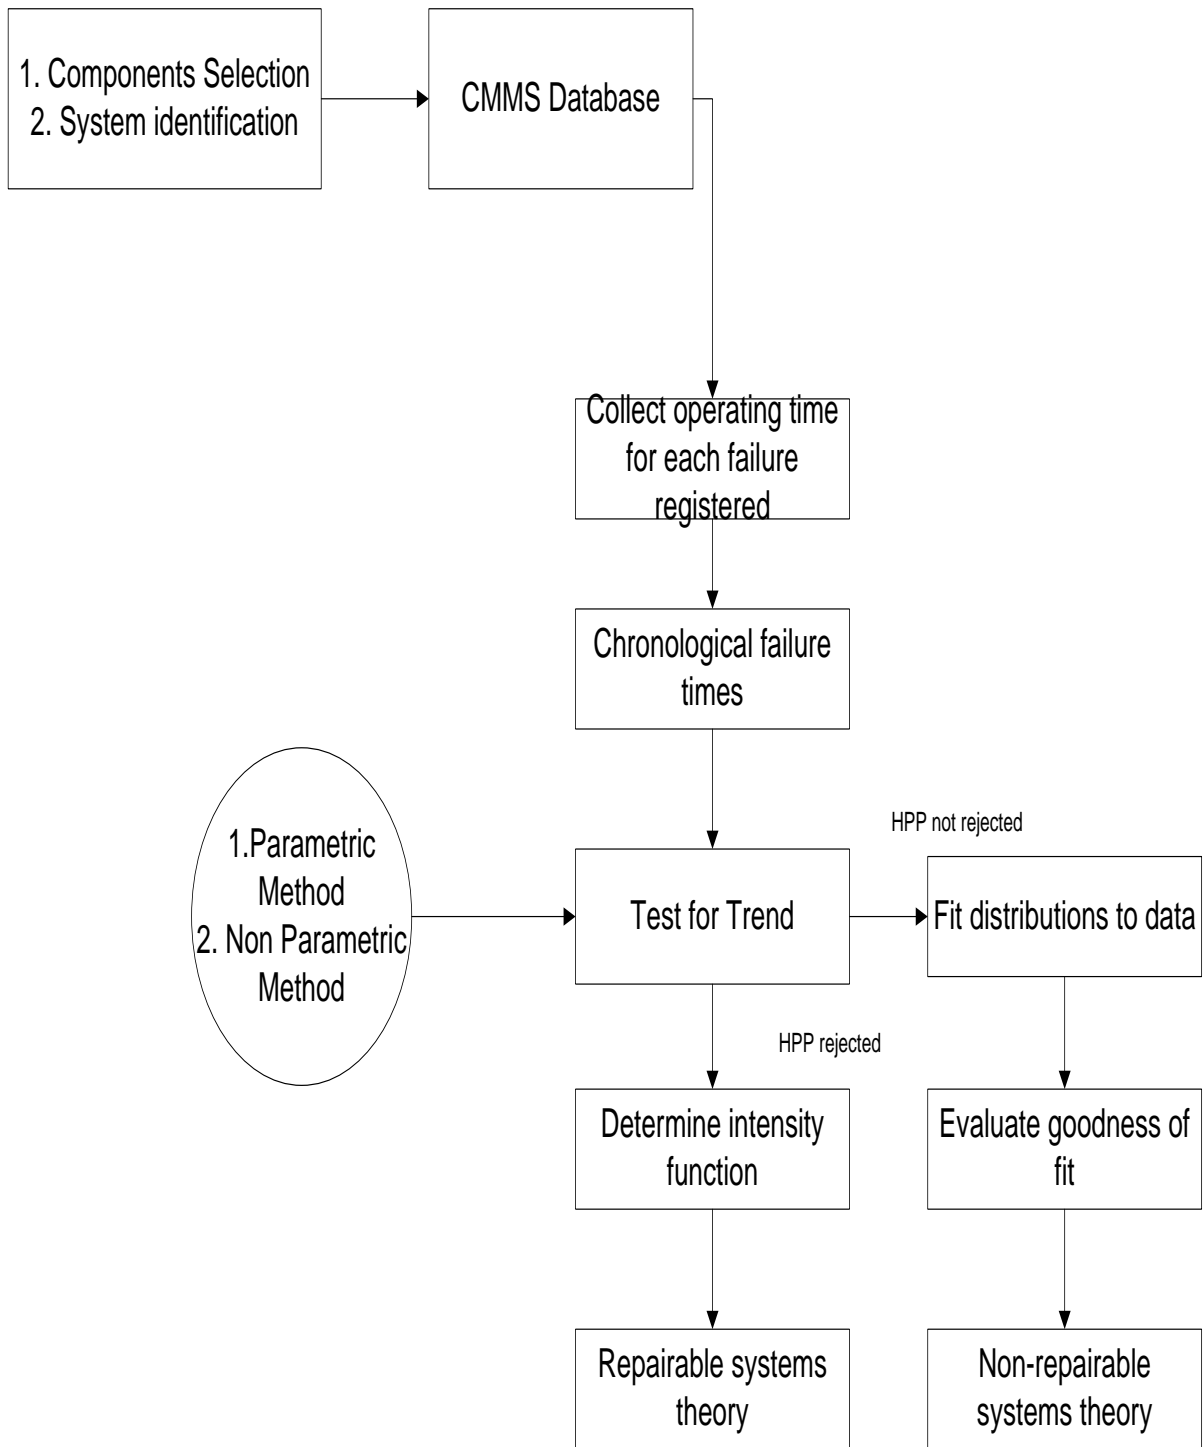 1. Components Selection
2. System identification
CMMS Database
Collect operating time
for each failure
registered
Chronological failure
times
1.Parametric
Method
2. Non Parametric
Method
Test for Trend
HPP not rejected
Fit distributions to data
HPP rejected
Determine intensity
function
Evaluate goodness of
fit
Repairable systems
theory
Non-repairable
systems theory